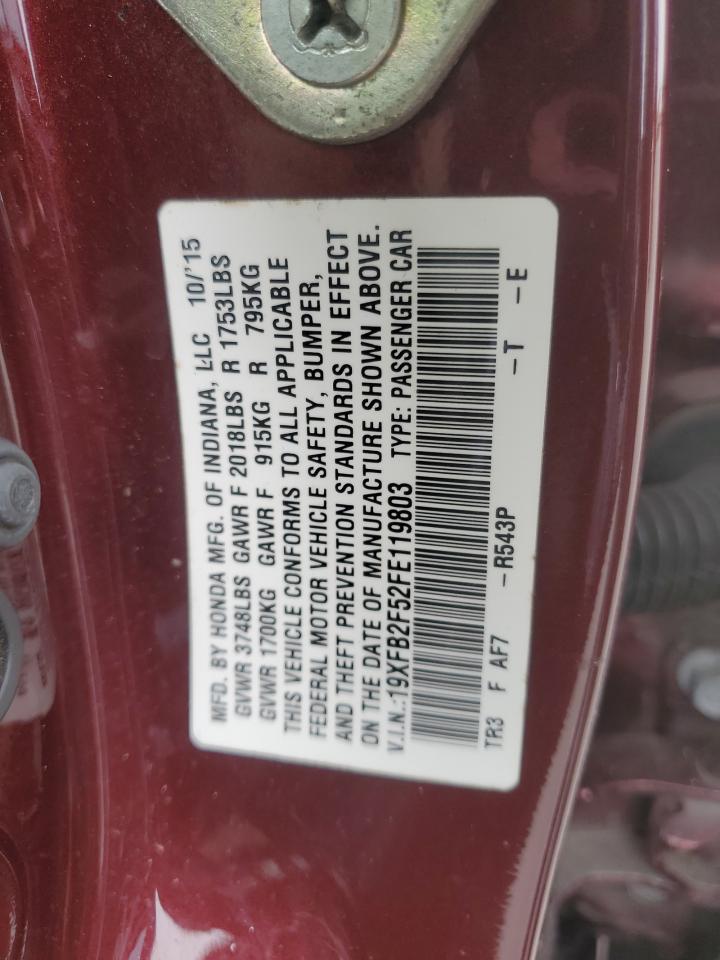 MFD. BY HONDA MFG. OF INDIANA, LLC 10/'15
GVWR 3748LBS GAWR F 2018LBS R 1753LBS
GVWR 1700KG GAWR F 915KG R 795KG
THIS VEHICLE CONFORMS TO ALL APPLICABLE
FEDERAL MOTOR VEHICLE SAFETY, BUMPER,
AND THEFT PREVENTION STANDARDS IN EFFECT
ON THE DATE OF MANUFACTURE SHOWN ABOVE.
V.I.N.:19XFB2F52FE119803 TYPE: PASSENGER CAR
TR3 F AF7 -R543P -T -E